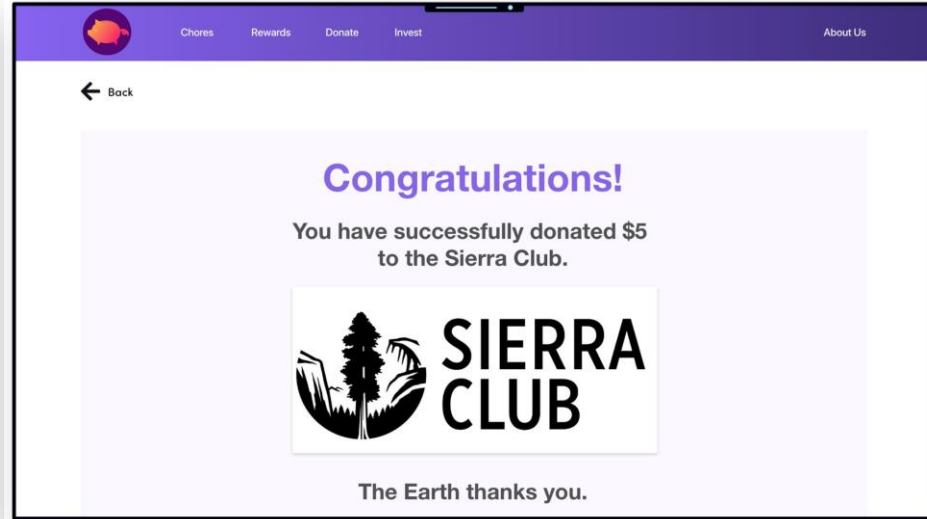 Chores Rewards Donate Invest About Us
Back
Congratulations!
You have successfully donated $5
to the Sierra Club.
SIERRA
CLUB
The Earth thanks you.